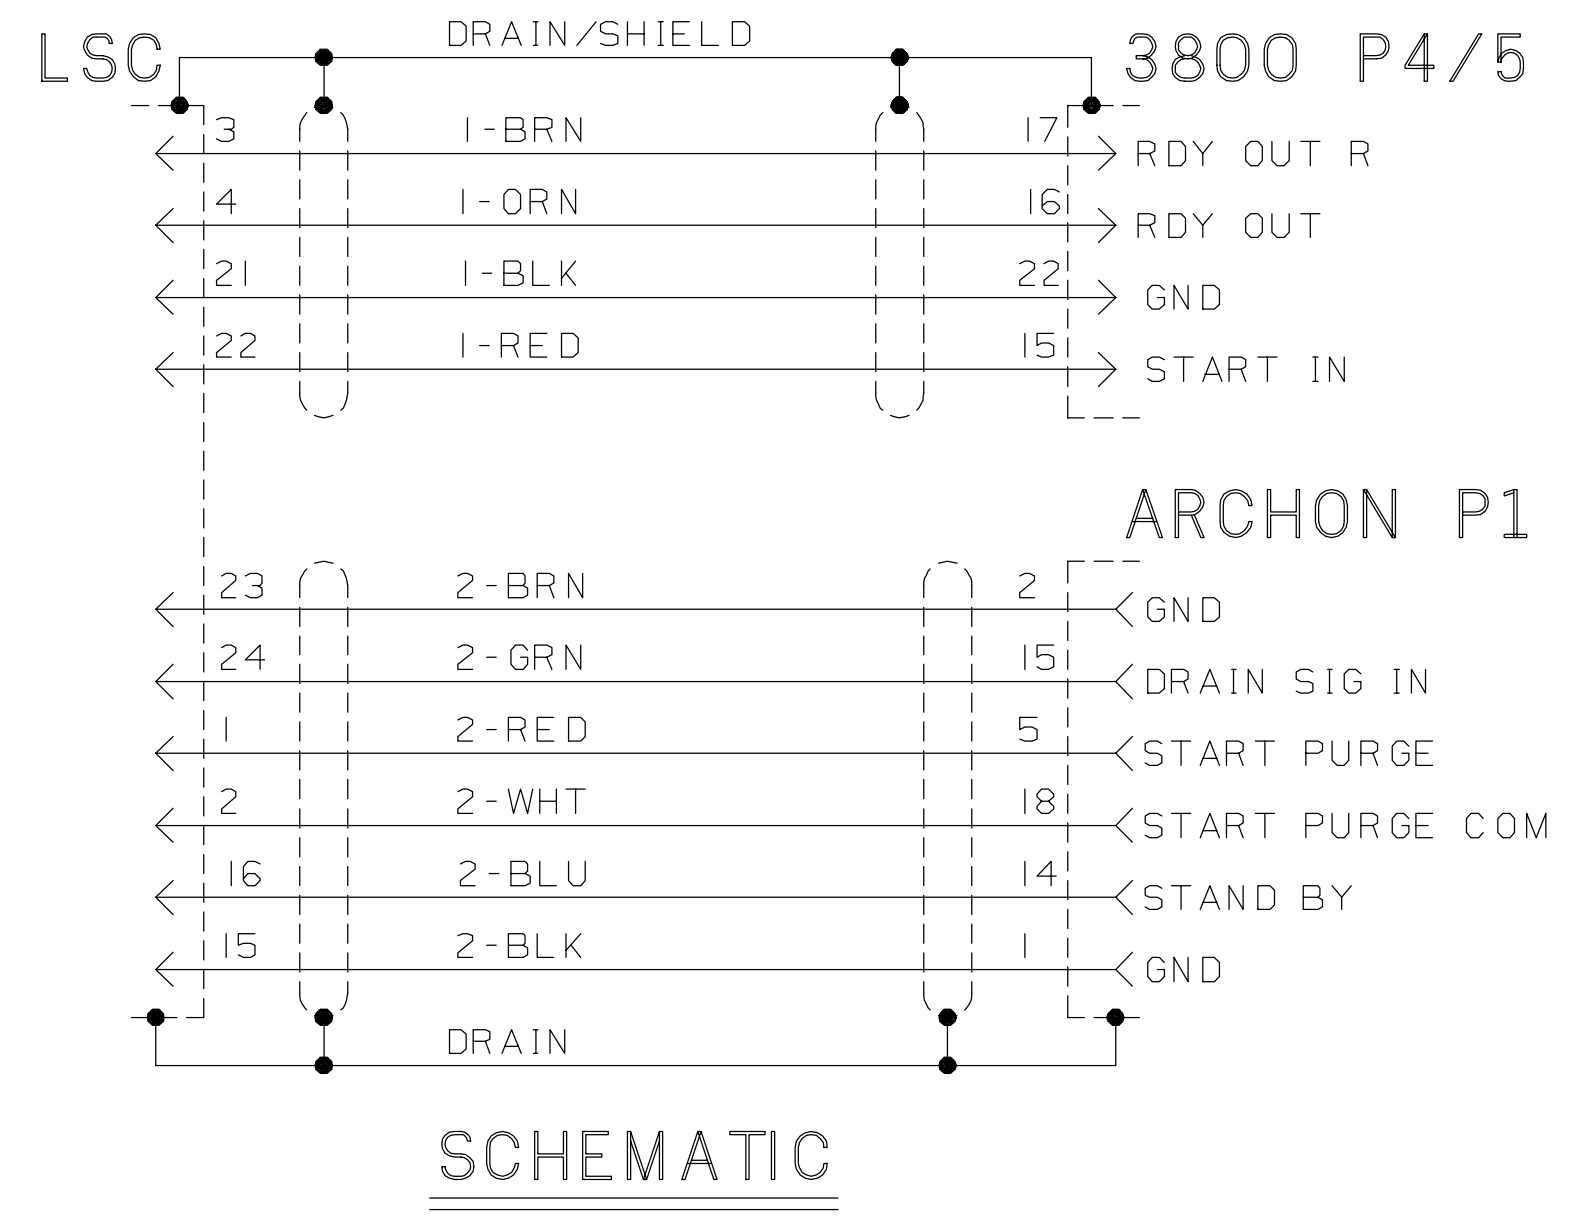 DRAIN/SHIELD
LSC 3800 P4/5
3 1-BRN 17 RDY OUT R
4 1-ORN 16 RDY OUT
21 1-BLK 22 GND
22 1-RED 15 START IN
ARCHON P1
23 2-BRN 2 GND
24 2-GRN 15 DRAIN SIG IN
1 2-RED 5 START PURGE
2 2-WHT 18 START PURGE COM
16 2-BLU 14 STAND BY
15 2-BLK 1 GND
DRAIN
SCHEMATIC